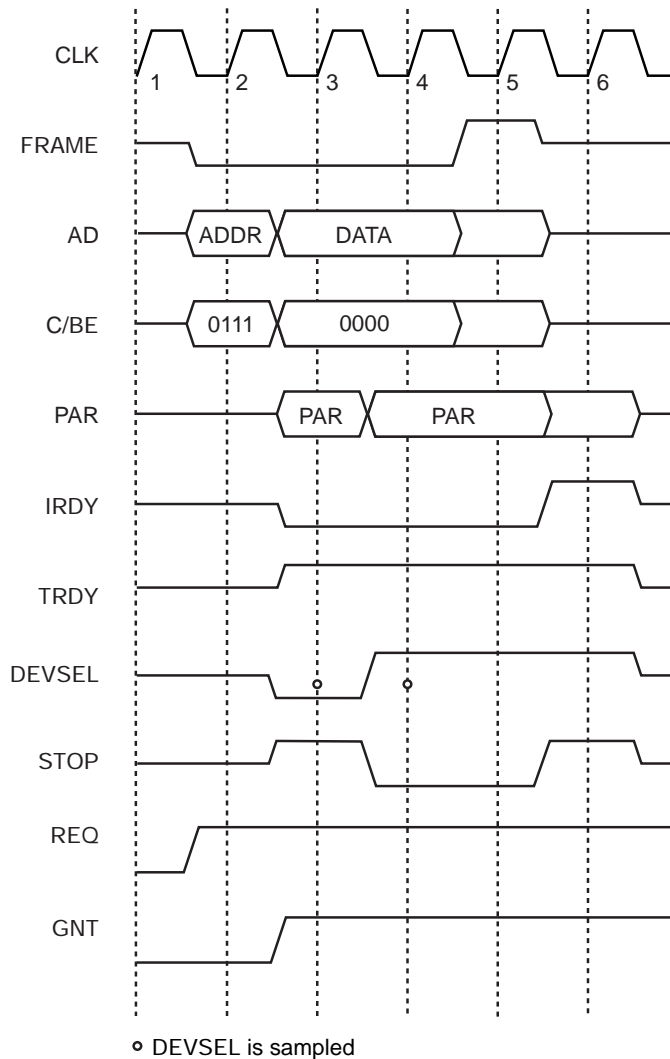 CLK
1 2 3 4 5 6
FRAME
AD ADDR DATA
C/BE 0111 0000
PAR PAR PAR
IRDY
TRDY
DEVSEL
STOP
REQ
GNT
DEVSEL is sampled